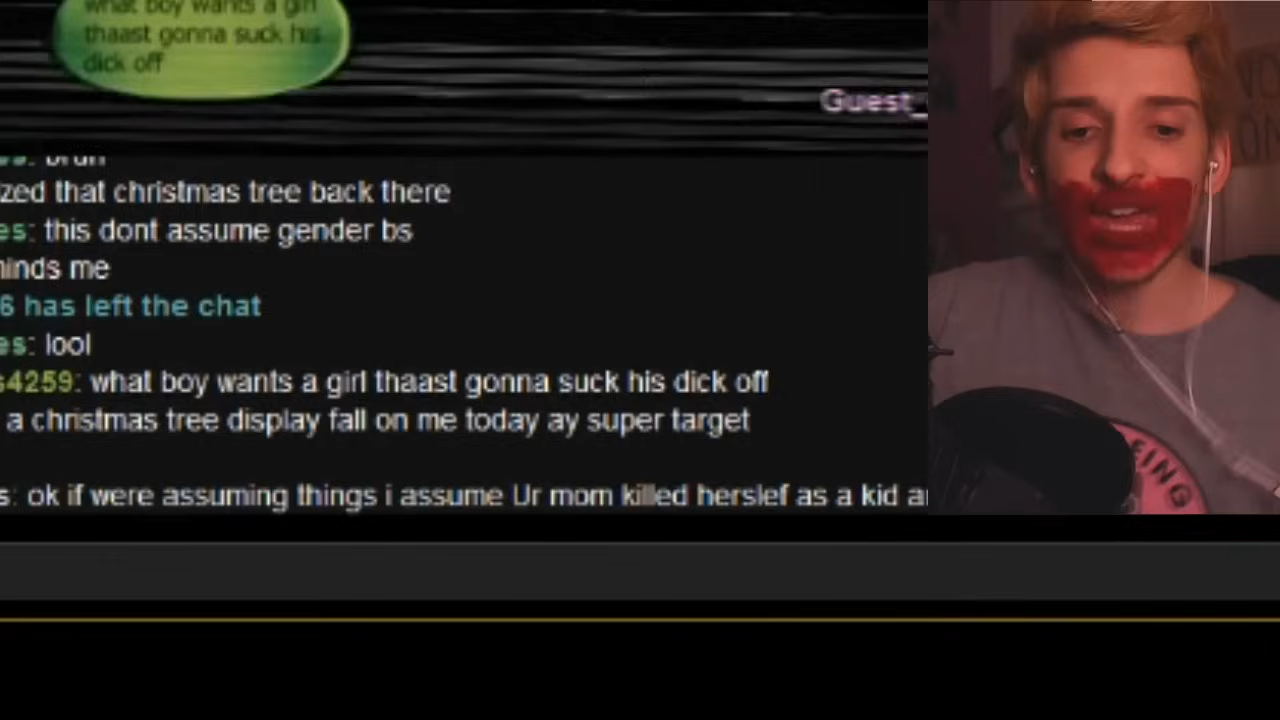 what boy wants a girl
thaast gonna suck his
dick off
Guest_
bruh
zed that christmas tree back there
es: this dont assume gender bs
minds me
6 has left the chat
es: lool
s4259: what boy wants a girl thaast gonna suck his dick off
a christmas tree display fall on me today ay super target
s: ok if were assuming things i assume Ur mom killed herslef as a kid